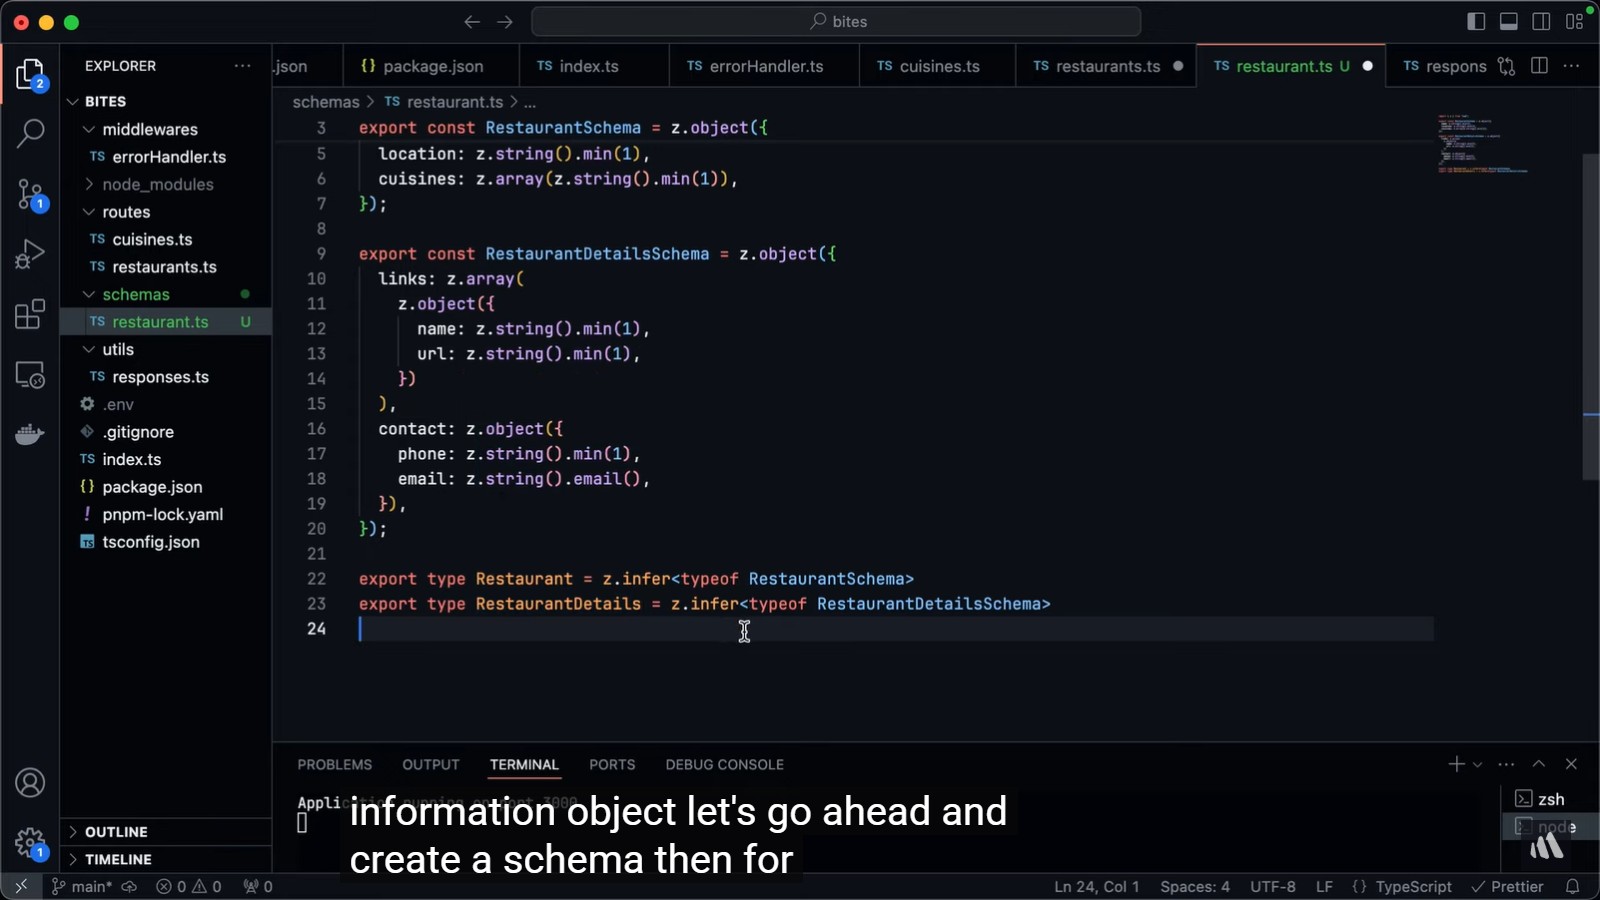 bites
EXPLORER
BITES
middlewares
TS errorHandler.ts
node_modules
routes
TS cuisines.ts
TS restaurants.ts
schemas
TS restaurant.ts U
utils
TS responses.ts
.env
.gitignore
TS index.ts
{} package.json
! pnpm-lock.yaml
TS tsconfig.json
OUTLINE
TIMELINE
2
1
1
.json
{} package.json
TS index.ts
TS errorHandler.ts
TS cuisines.ts
TS restaurants.ts
TS restaurant.ts U
TS respons
schemas > TS restaurant.ts > ...
3 export const RestaurantSchema = z.object({
5 location: z.string().min(1),
6 cuisines: z.array(z.string().min(1)),
7 });
8
9 export const RestaurantDetailsSchema = z.object({
10 links: z.array(
11 z.object({
12 name: z.string().min(1),
13 url: z.string().min(1),
14 })
15 ),
16 contact: z.object({
17 phone: z.string().min(1),
18 email: z.string().email(),
19 }),
20 });
21
22 export type Restaurant = z.infer<typeof RestaurantSchema>
23 export type RestaurantDetails = z.infer<typeof RestaurantDetailsSchema>
24
PROBLEMS OUTPUT TERMINAL PORTS DEBUG CONSOLE
zsh
node
information object let's go ahead and
create a schema then for
main* 0 0 0
Ln 24, Col 1 Spaces: 4 UTF-8 LF {} TypeScript Prettier